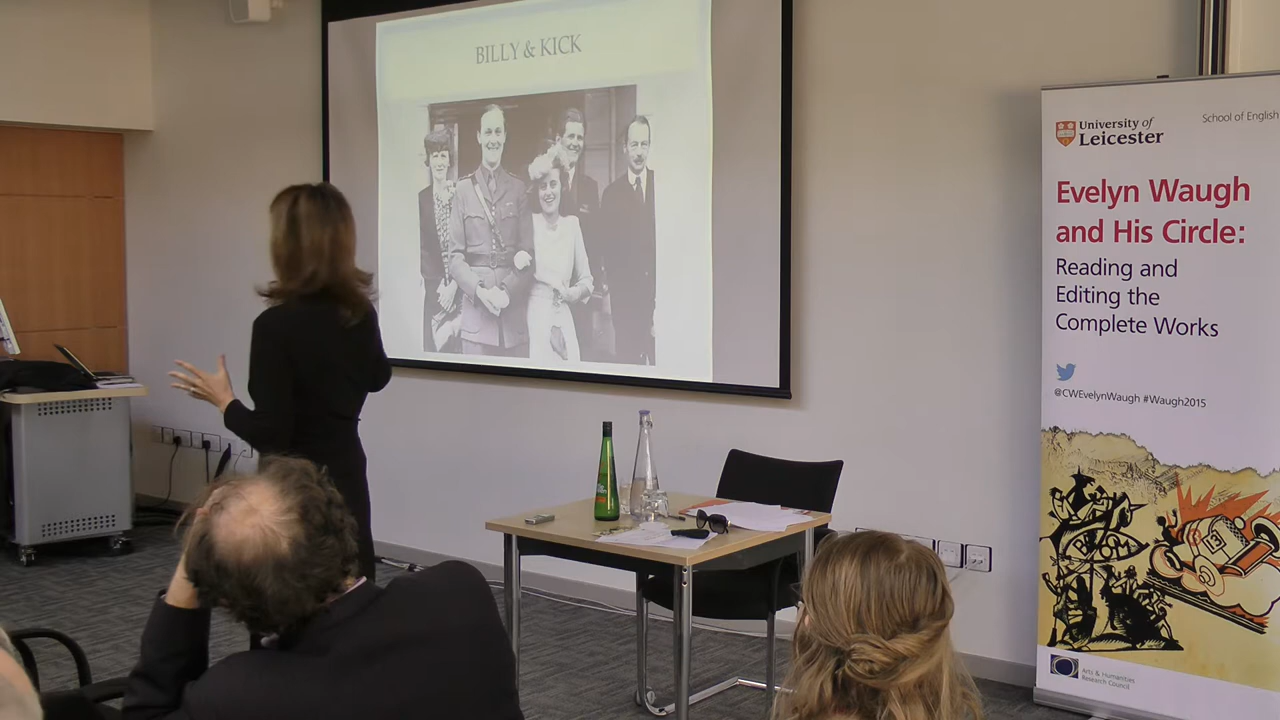 BILLY & KICK
University of
Leicester
School of English
Evelyn Waugh
and His Circle:
Reading and
Editing the
Complete Works
@CWEvelynWaugh #Waugh2015
Arts & Humanities
Research Council